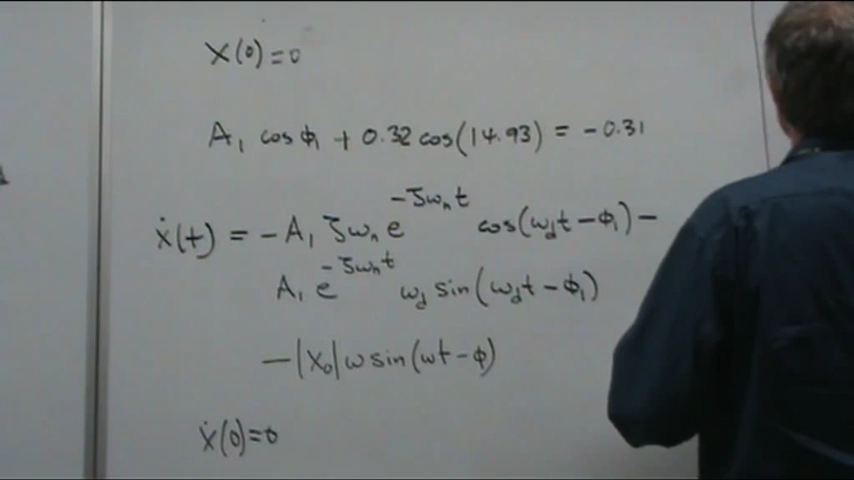 X(0)=0
A₁ cos ϕ₁ + 0.32 cos(14.93) = -0.31
ẋ(t) = -A₁ ζωₙ e^(-ζωₙt) cos(ω_d t - ϕ₁) -
A₁ e^(-ζωₙt) ω_d sin(ω_d t - ϕ₁)
-|X₀| ω sin(ωt - ϕ)
ẋ(0)=0